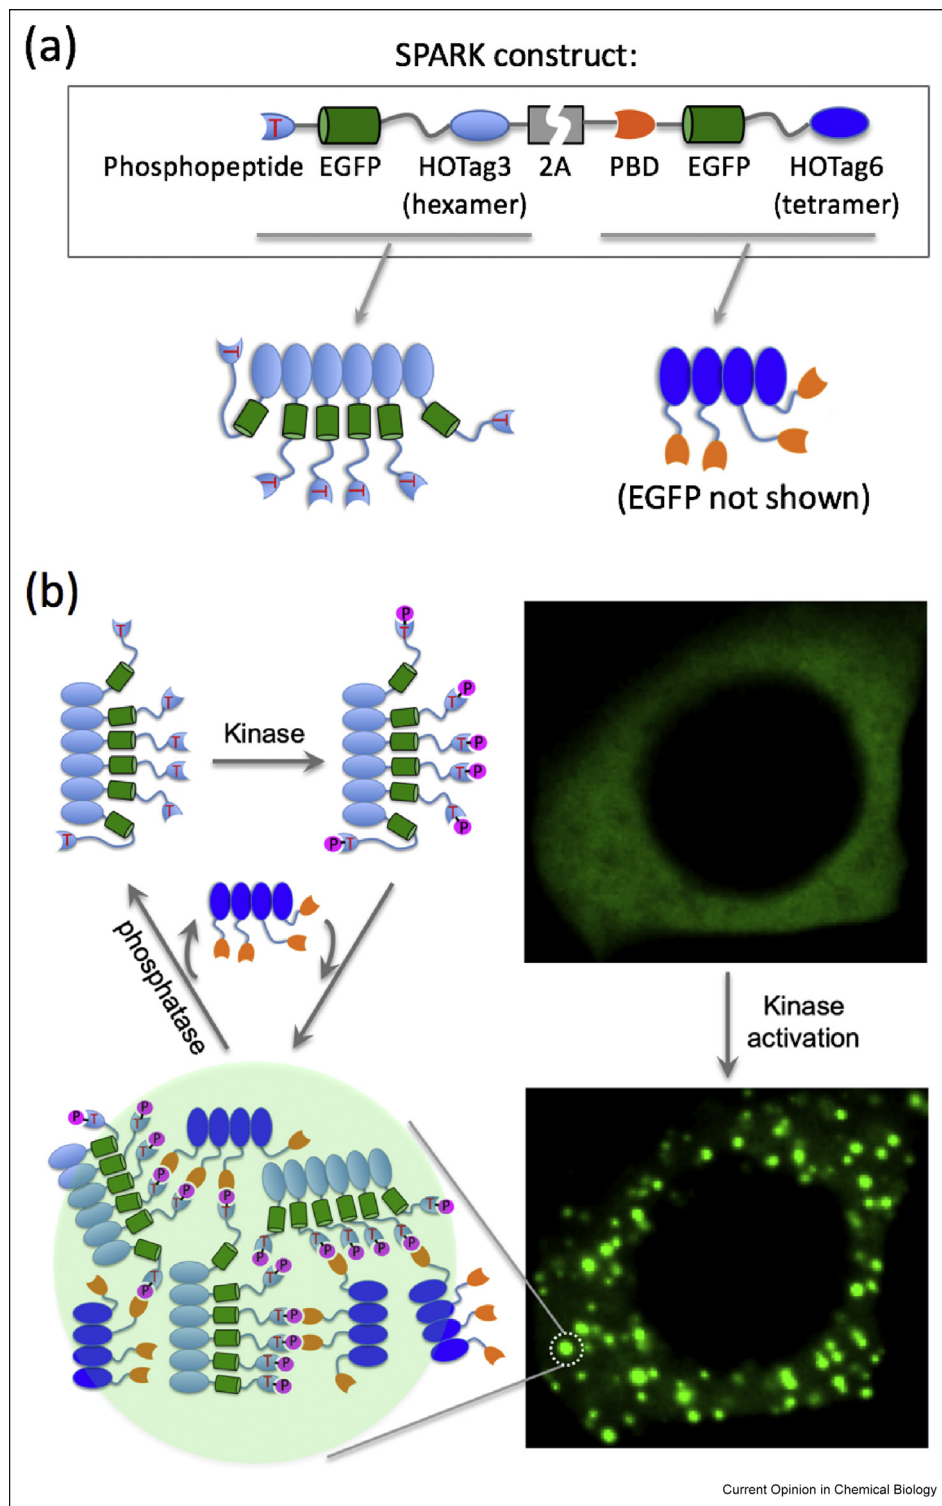 (a)
SPARK construct:
T
Phosphopeptide EGFP HOTag3 2A PBD EGFP HOTag6
(hexamer) (tetramer)
T
T
T T T T
(EGFP not shown)
(b)
T
T
T
T
T
T
Kinase
P
T
T P
T P
T P
T
P
P T
phosphatase
Kinase
activation
P T
T P
T P
T P
T P
P
T
T
P
T P
T P
T P
T P
T P
T P
T P
T P
T P
T P
T P
Current Opinion in Chemical Biology